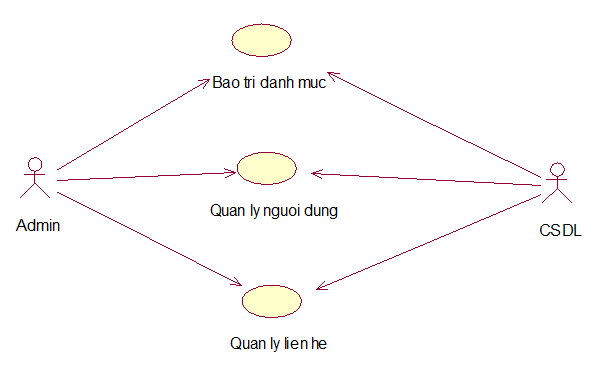 Bao tri danh muc
Quan ly nguoi dung
Admin
CSDL
Quan ly lien he